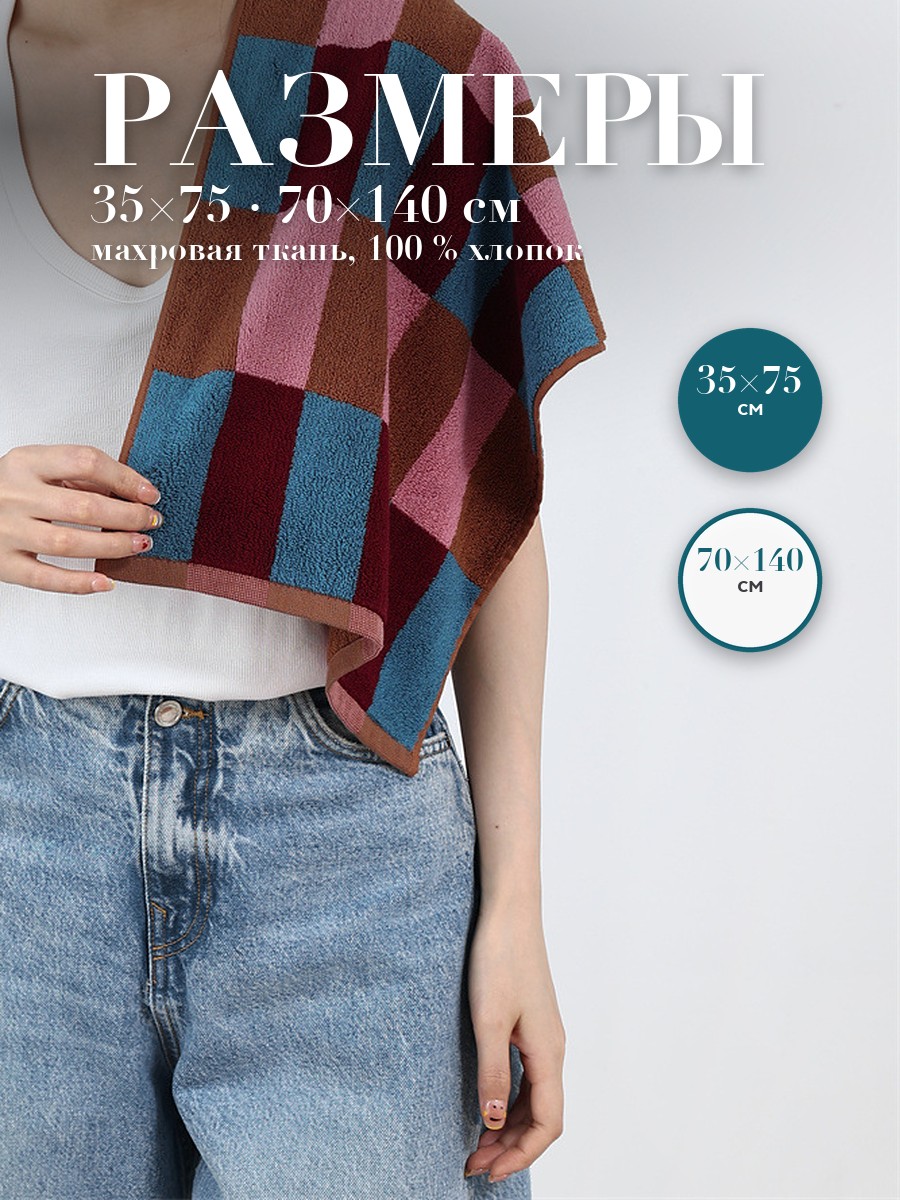 РАЗМЕРЫ
35×75 · 70×140 см
махровая ткань, 100 % хлопок
35×75
см
70×140
см